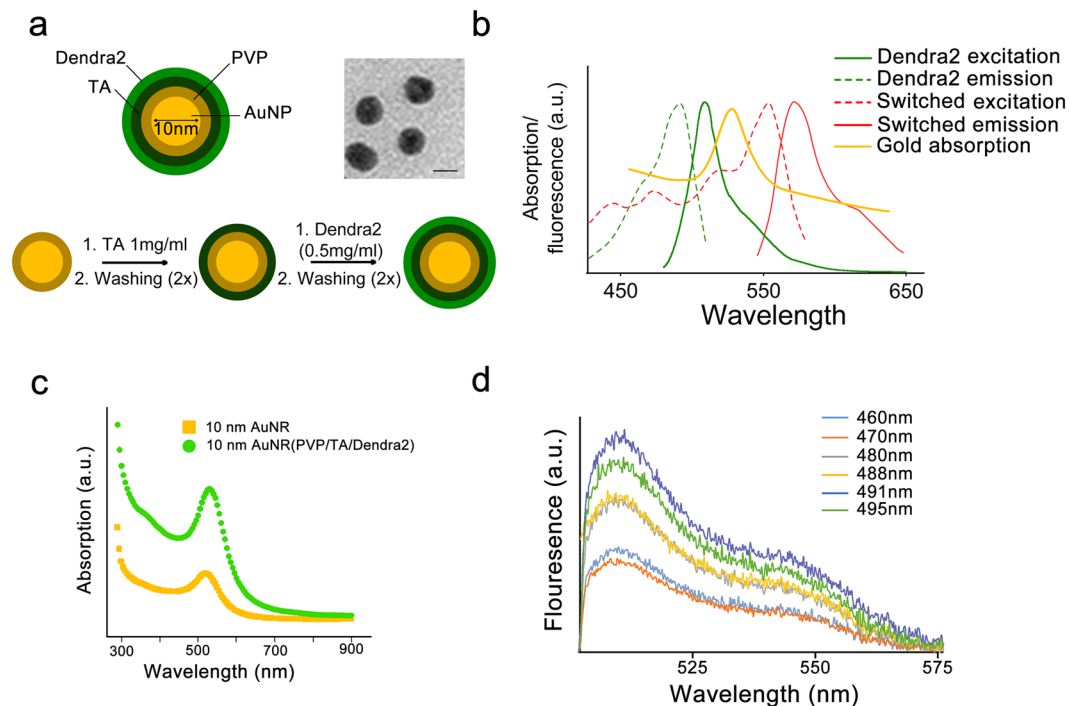 a
Dendra2
TA
PVP
AuNP
10nm
1. TA 1mg/ml
2. Washing (2x)
1. Dendra2
(0.5mg/ml)
2. Washing (2x)
b
Absorption/
fluorescence (a.u.)
Dendra2 excitation
Dendra2 emission
Switched excitation
Switched emission
Gold absorption
450 550 650
Wavelength
c
Absorption (a.u.)
10 nm AuNR
10 nm AuNR(PVP/TA/Dendra2)
300 500 700 900
Wavelength (nm)
d
Flouresence (a.u.)
460nm
470nm
480nm
488nm
491nm
495nm
525 550 575
Wavelength (nm)